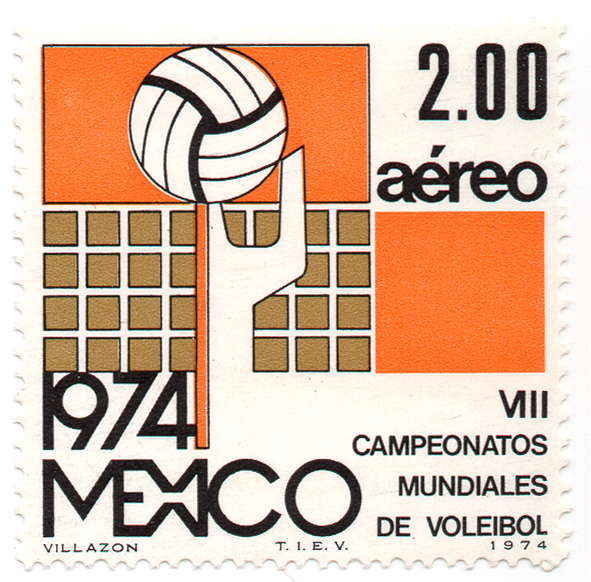 2.00
aéreo
1974
MEXICO
VIII
CAMPEONATOS
MUNDIALES
DE VOLEIBOL
VILLAZON T.I.E.V. 1974